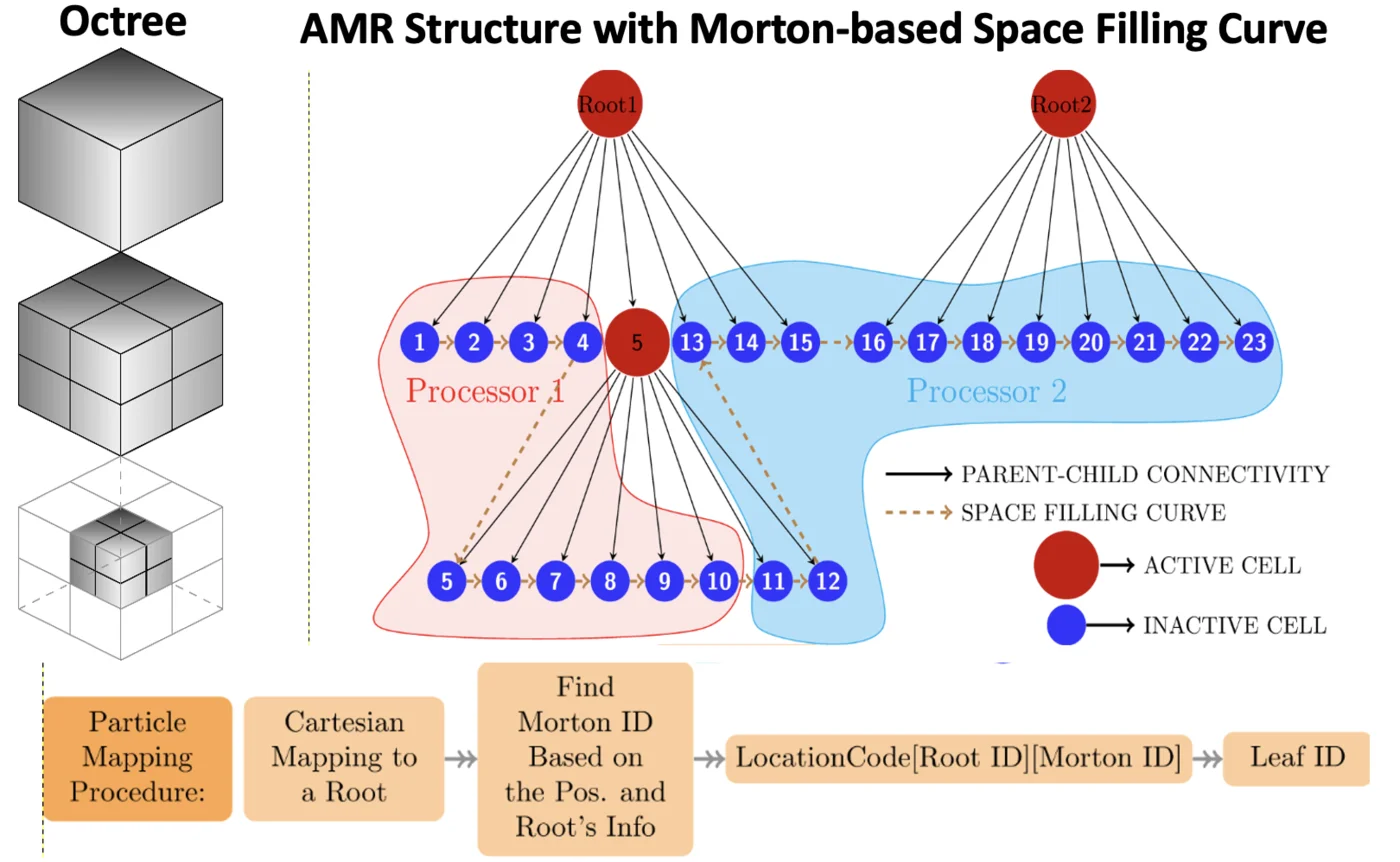 Octree
AMR Structure with Morton-based Space Filling Curve
Root1
Root2
1
2
3
4
5
13
14
15
16
17
18
19
20
21
22
23
Processor 1
Processor 2
PARENT-CHILD CONNECTIVITY
SPACE FILLING CURVE
ACTIVE CELL
INACTIVE CELL
5
6
7
8
9
10
11
12
Particle
Mapping
Procedure:
Cartesian
Mapping to
a Root
Find
Morton ID
Based on
the Pos. and
Root's Info
LocationCode[Root ID][Morton ID]
Leaf ID